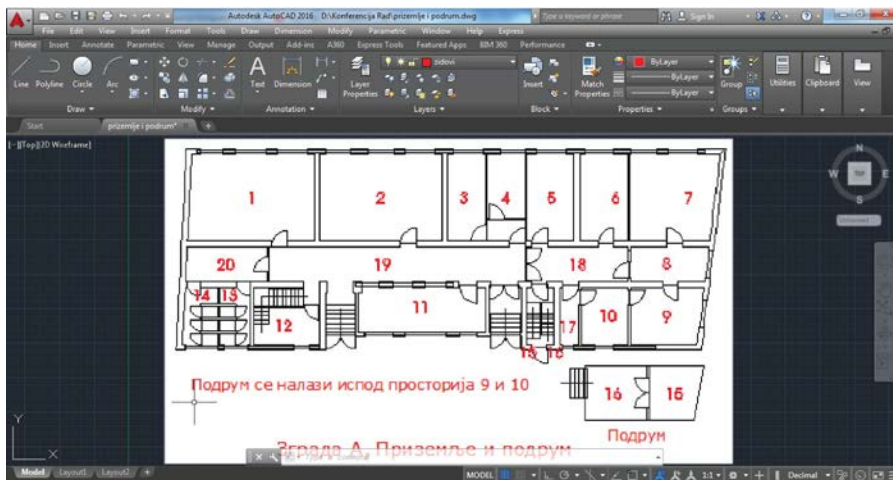 Autodesk AutoCAD 2016 D:\Konferencija Rad\prizemlje i podrum.dwg
Type a keyword or phrase
Sign In
File Edit View Insert Format Tools Draw Dimension Modify Parametric Window Help Express
Home Insert Annotate Parametric View Manage Output Add-ins A360 Express Tools Featured Apps BIM 360 Performance
zidovi
ByLayer
ByLayer
ByLayer
Line Polyline Circle Arc
Text Dimension
Layer Properties
Insert
Match Properties
Group
Utilities
Clipboard
View
Draw Modify Annotation Layers Block Properties Groups
Start prizemlje i podrum*
[-][Top][2D Wireframe]
N
W TOP E
S
1 2 3 4 5 6 7
20 19 18 8
14 13 12 11 17 10 9
15 16
Подрум се налази испод просторија 9 и 10
16 15
Подрум
Зграда А. Приземље и подрум
Y
X
Model Layout1 Layout2 +
MODEL
1:1
Decimal